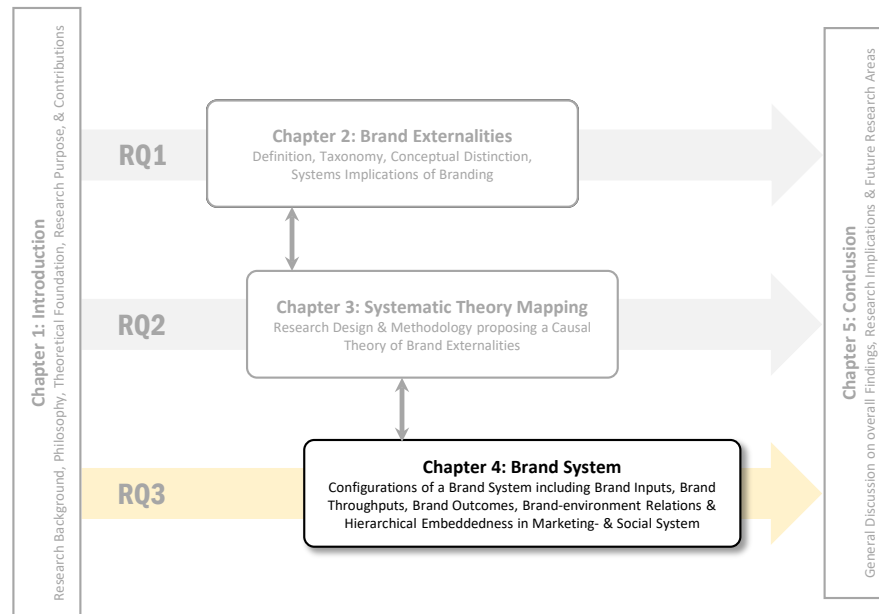 Chapter 1: Introduction
Research Background, Philosophy, Theoretical Foundation, Research Purpose, & Contributions
RQ1
Chapter 2: Brand Externalities
Definition, Taxonomy, Conceptual Distinction,
Systems Implications of Branding
RQ2
Chapter 3: Systematic Theory Mapping
Research Design & Methodology proposing a Causal
Theory of Brand Externalities
RQ3
Chapter 4: Brand System
Configurations of a Brand System including Brand Inputs, Brand
Throughputs, Brand Outcomes, Brand-environment Relations &
Hierarchical Embeddedness in Marketing- & Social System
Chapter 5: Conclusion
General Discussion on overall Findings, Research Implications & Future Research Areas